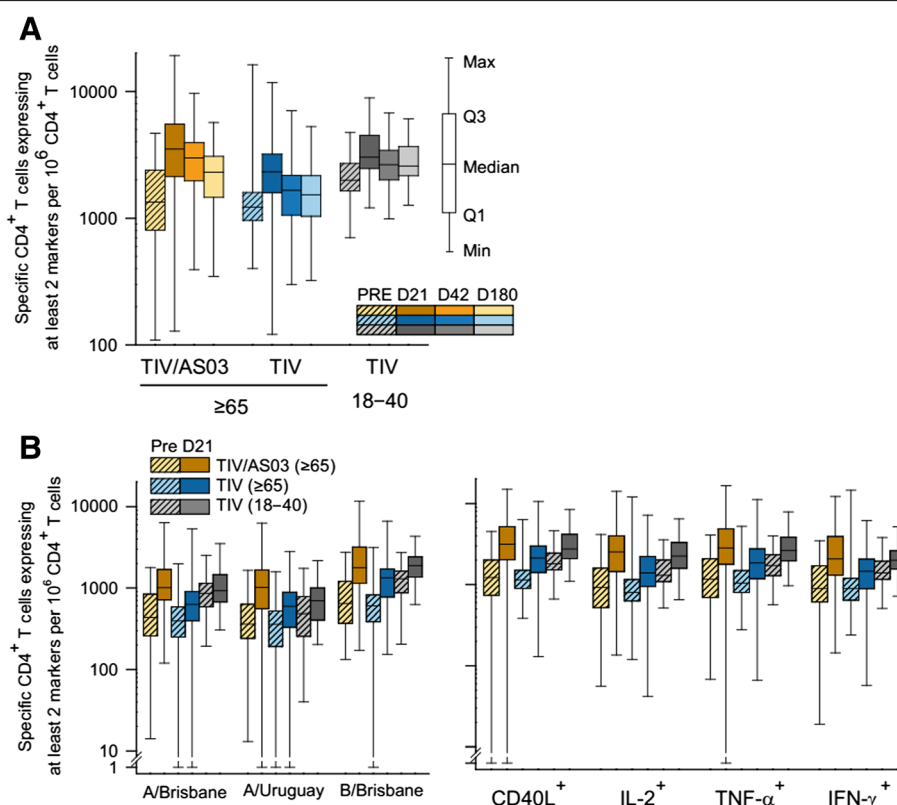 A
Specific CD4+ T cells expressing
at least 2 markers per 10^6 CD4+ T cells
10000
1000
100
Max
Q3
Median
Q1
Min
PRE D21 D42 D180
TIV/AS03 TIV TIV
≥65 18–40
B
Specific CD4+ T cells expressing
at least 2 markers per 10^6 CD4+ T cells
Pre D21
TIV/AS03 (≥65)
TIV (≥65)
TIV (18–40)
10000
1000
100
10
1
A/Brisbane A/Uruguay B/Brisbane
CD40L+ IL-2+ TNF-α+ IFN-γ+